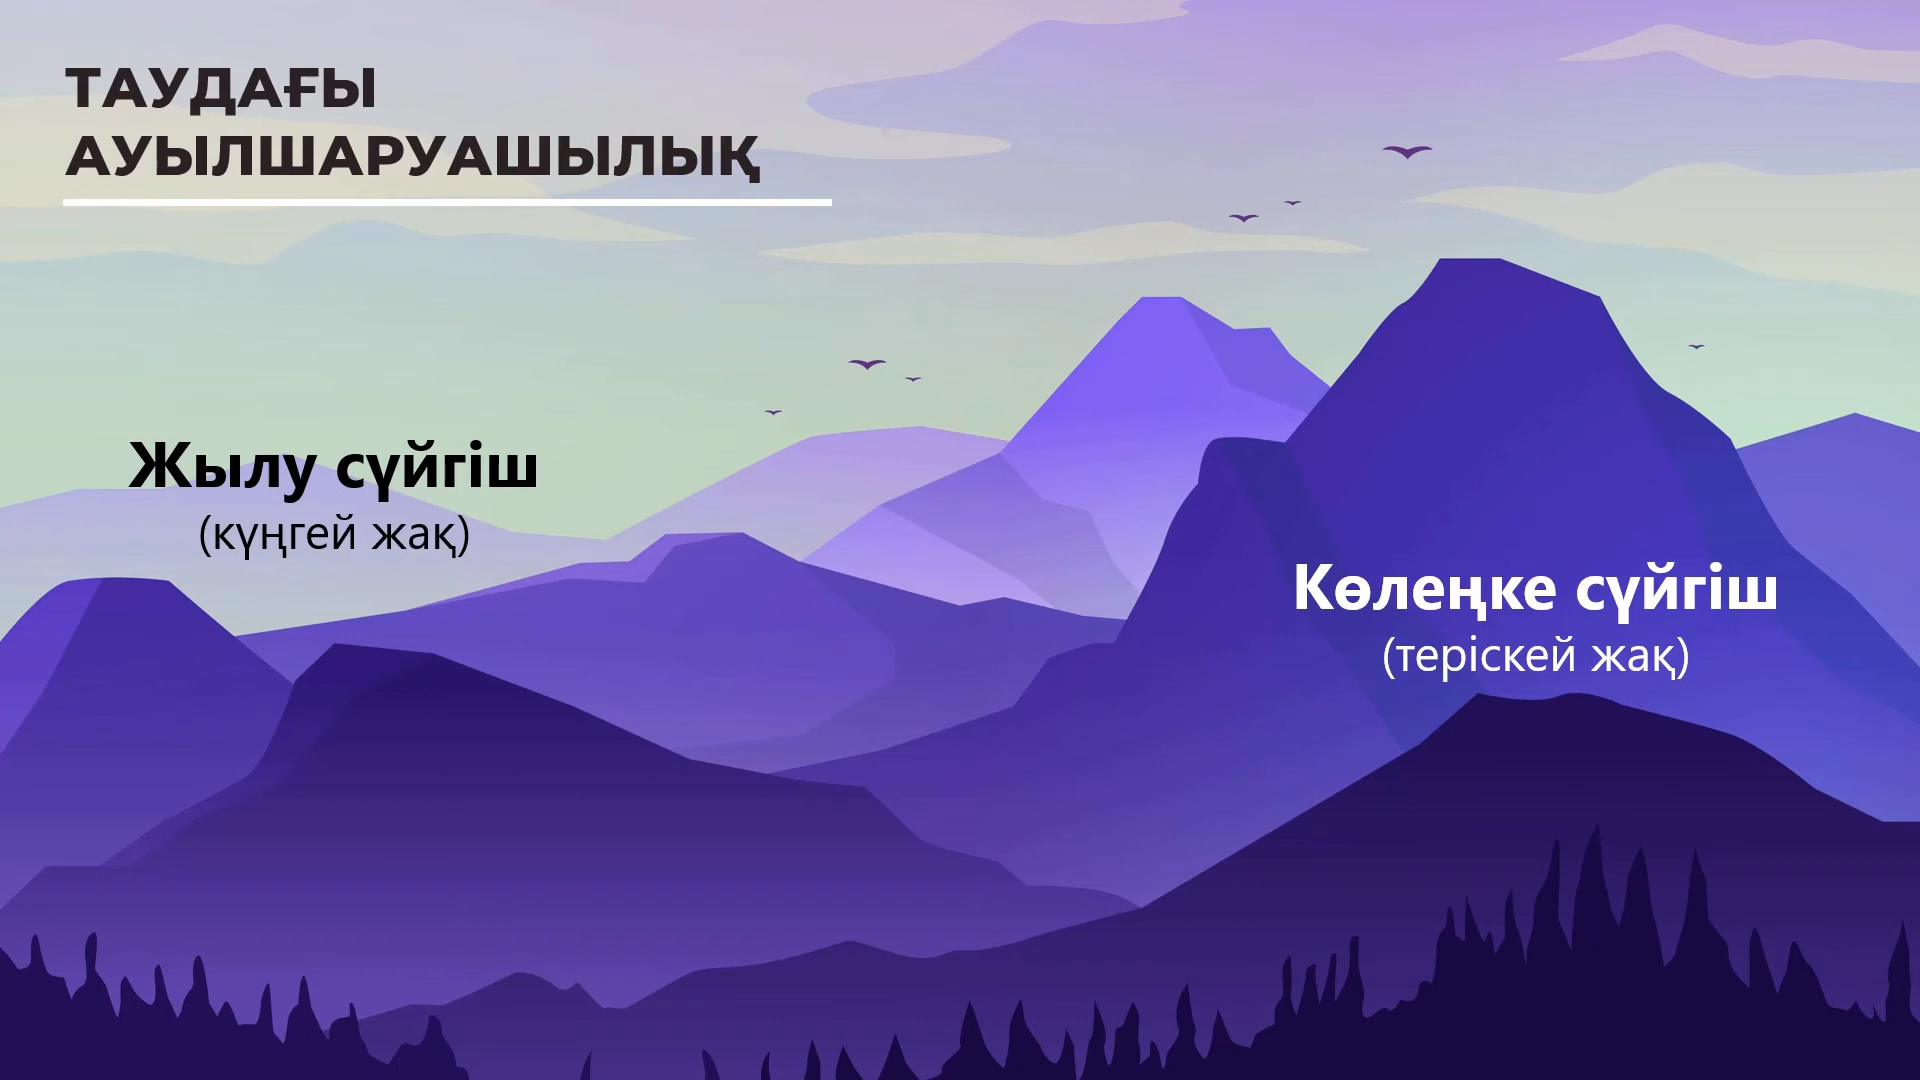 ТАУДАҒЫ
АУЫЛШАРУАШЫЛЫҚ
Жылу сүйгіш
(күңгей жақ)
Көлеңке сүйгіш
(теріскей жақ)